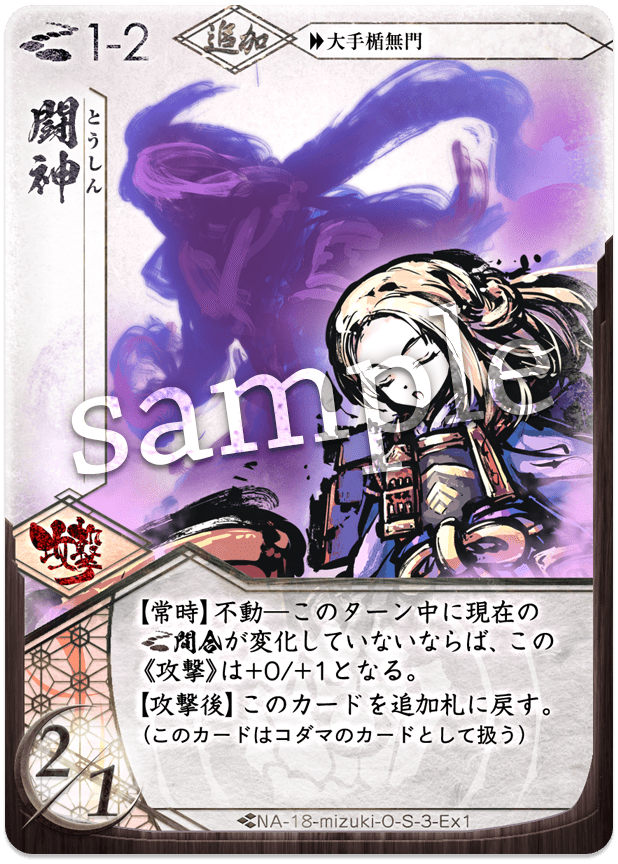 1-2
追加
大手楯無門
闘神
とうしん
sample
攻撃
【常時】不動―このターン中に現在の
間合が変化していないならば、この
《攻撃》は+0/+1となる。
【攻撃後】このカードを追加札に戻す。
(このカードはコダマのカードとして扱う)
2/1
NA-18-mizuki-O-S-3-Ex1